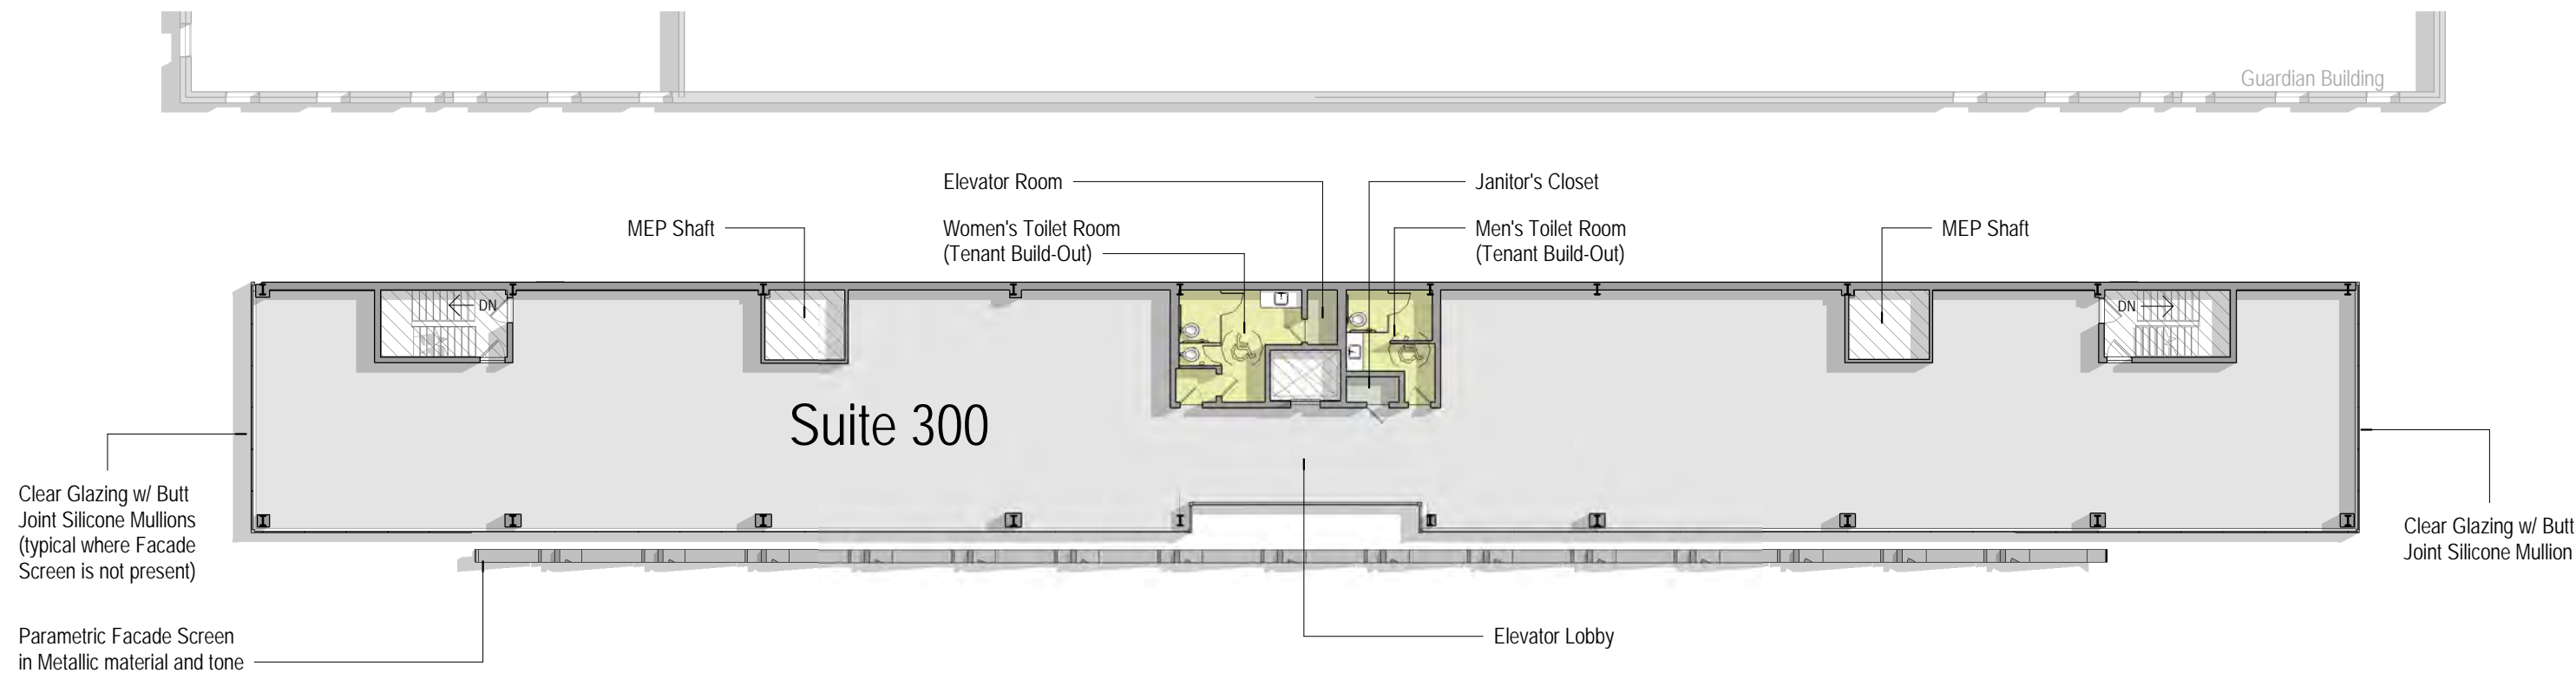 Guardian Building
Elevator Room
Janitor's Closet
MEP Shaft
Women's Toilet Room
(Tenant Build-Out)
Men's Toilet Room
(Tenant Build-Out)
MEP Shaft
DN
DN
Suite 300
Clear Glazing w/ Butt
Joint Silicone Mullions
(typical where Facade
Screen is not present)
Clear Glazing w/ Butt
Joint Silicone Mullion
Parametric Facade Screen
in Metallic material and tone
Elevator Lobby